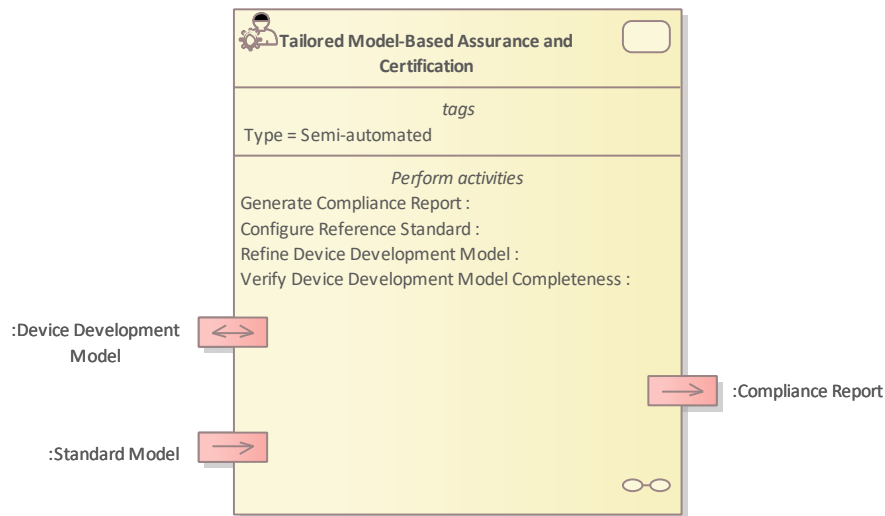 Tailored Model-Based Assurance and
Certification
tags
Type = Semi-automated
Perform activities
Generate Compliance Report :
Configure Reference Standard :
Refine Device Development Model :
Verify Device Development Model Completeness :
:Device Development
Model
:Compliance Report
:Standard Model